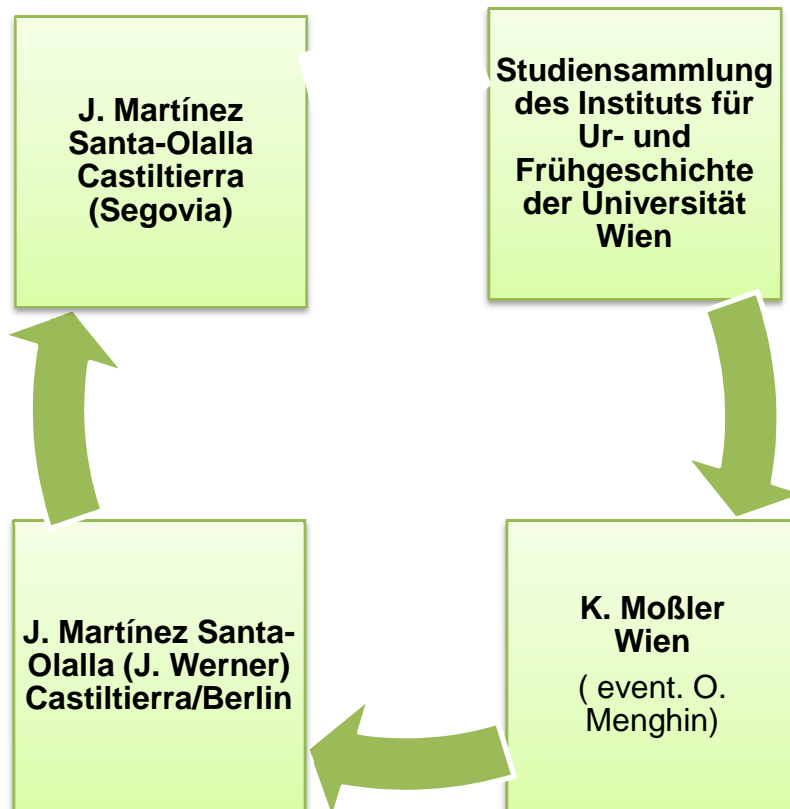 J. Martínez
Santa-Olalla
Castiltierra
(Segovia)
Studiensammlung
des Instituts für
Ur- und
Frühgeschichte
der Universität
Wien
J. Martínez Santa-
Olalla (J. Werner)
Castiltierra/Berlin
K. Moßler
Wien
( event. O.
Menghin)